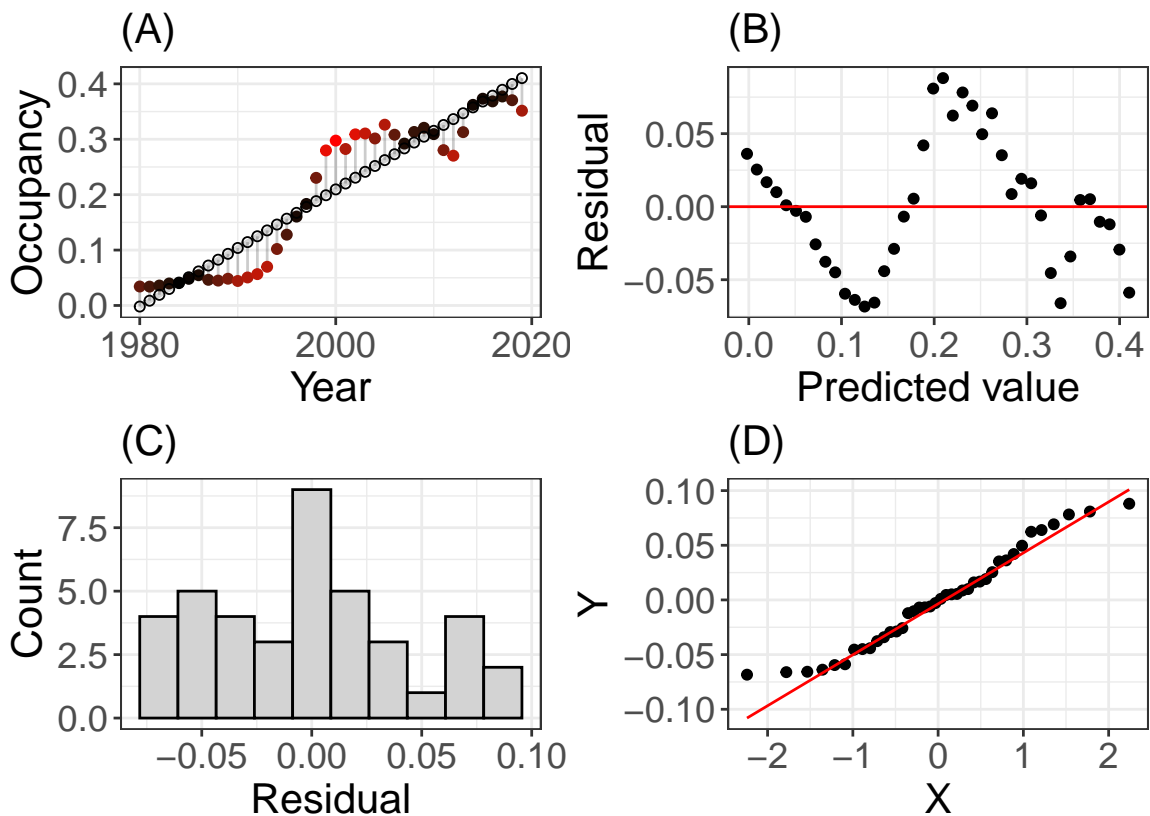 (A)
Occupancy
0.4
0.3
0.2
0.1
0.0
1980 2000 2020
Year
(B)
Residual
0.05
0.00
−0.05
0.0 0.1 0.2 0.3 0.4
Predicted value
(C)
Count
7.5
5.0
2.5
0.0
−0.05 0.00 0.05 0.10
Residual
(D)
Y
0.10
0.05
0.00
−0.05
−0.10
−2 −1 0 1 2
X